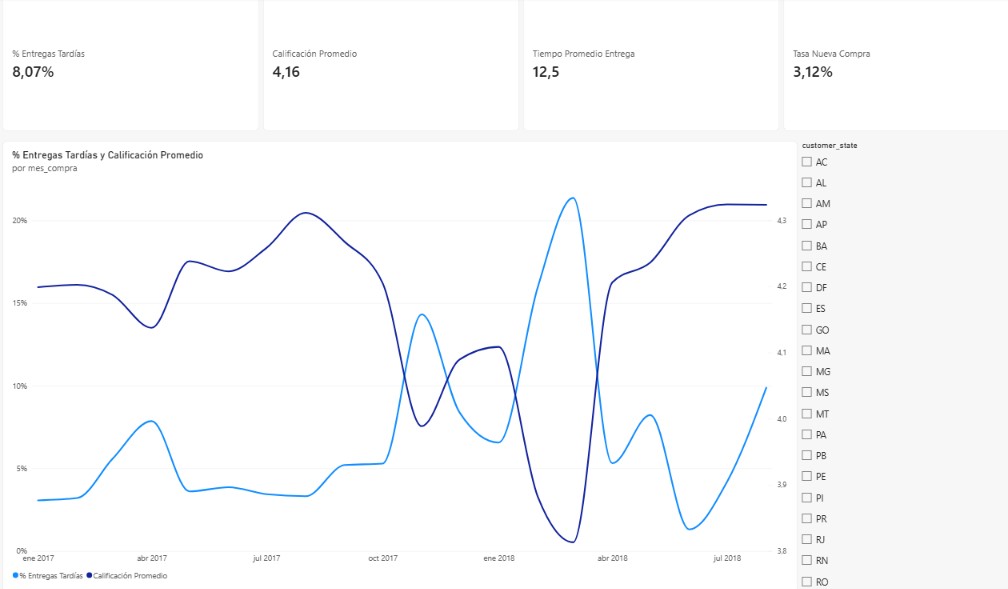 % Entregas Tardías
8,07%
Calificación Promedio
4,16
Tiempo Promedio Entrega
12,5
Tasa Nueva Compra
3,12%
% Entregas Tardías y Calificación Promedio
por mes_compra
20%
15%
10%
5%
0%
4.3
4.2
4.1
4.0
3.9
3.8
ene 2017
abr 2017
jul 2017
oct 2017
ene 2018
abr 2018
jul 2018
% Entregas Tardías
Calificación Promedio
customer_state
AC
AL
AM
AP
BA
CE
DF
ES
GO
MA
MG
MS
MT
PA
PB
PE
PI
PR
RJ
RN
RO